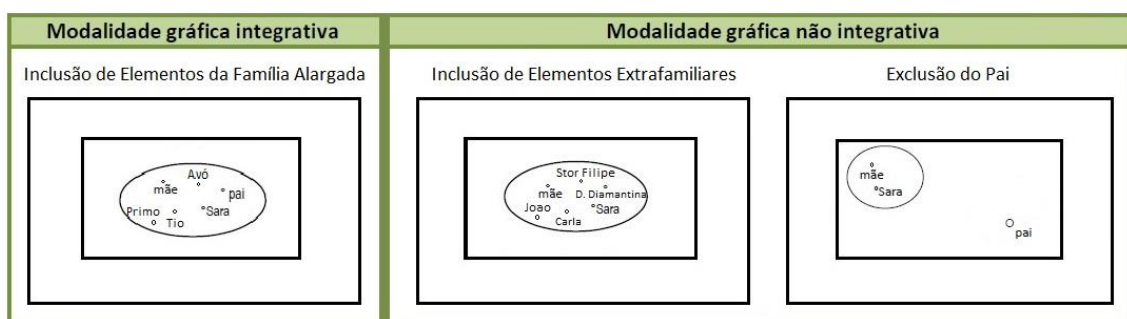 Modalidade gráfica integrativa
Modalidade gráfica não integrativa
Inclusão de Elementos da Família Alargada
Inclusão de Elementos Extrafamiliares
Exclusão do Pai
Avó
mãe
pai
Primo
Sara
Tio
Stor Filipe
mãe
D. Diamantina
Joao
Sara
Carla
mãe
Sara
pai